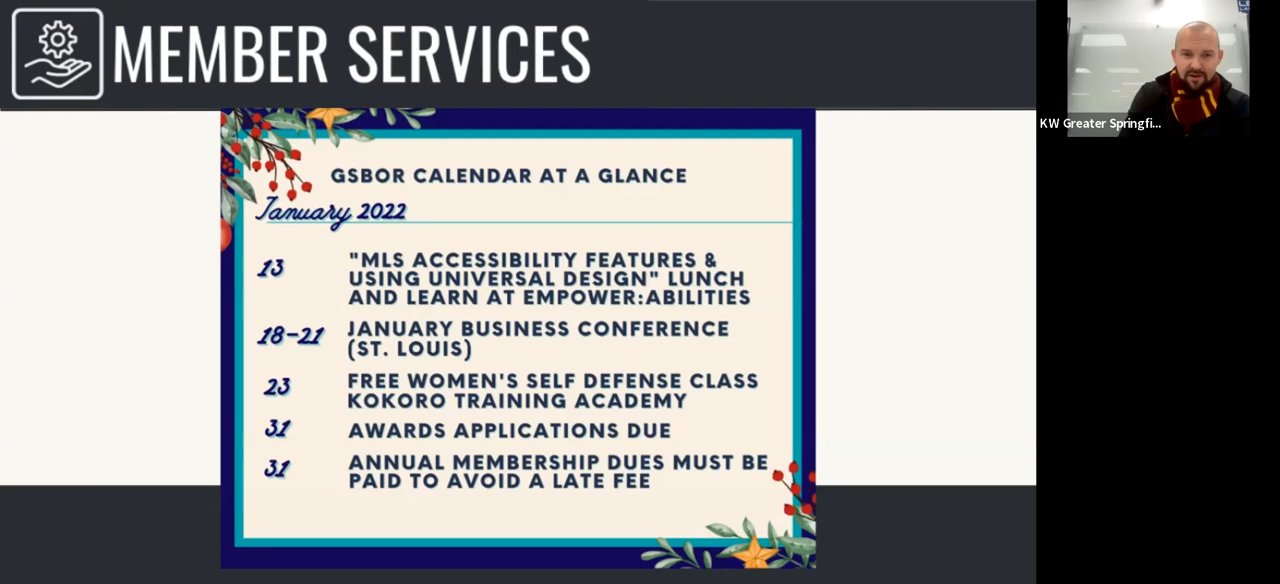 MEMBER SERVICES
GSBOR CALENDAR AT A GLANCE
January 2022
13
"MLS ACCESSIBILITY FEATURES &
USING UNIVERSAL DESIGN" LUNCH
AND LEARN AT EMPOWER:ABILITIES
18-21
JANUARY BUSINESS CONFERENCE
(ST. LOUIS)
23
FREE WOMEN'S SELF DEFENSE CLASS
KOKORO TRAINING ACADEMY
31
AWARDS APPLICATIONS DUE
31
ANNUAL MEMBERSHIP DUES MUST BE
PAID TO AVOID A LATE FEE
KW Greater Springfi...